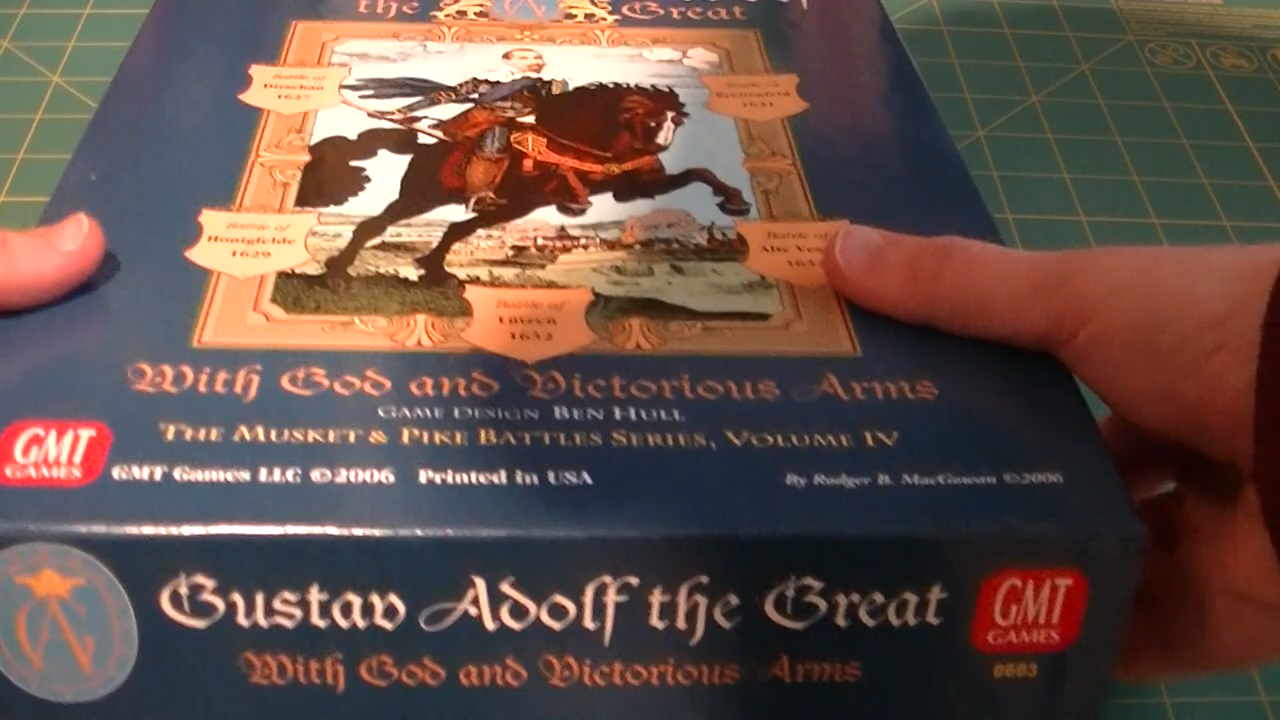 the Great
Battle of
Dirschau
1627
Breitenfeld
1631
Battle of
Honigfelde
1629
Battle of
Alte
Battle of
Lützen
1632
With God and Victorious Arms
GAME DESIGN BEN HULL
THE MUSKET & PIKE BATTLES SERIES, VOLUME IV
GMT
GAMES
GMT Games LLC ©2006 Printed in USA
By Rodger B. MacGowan ©2006
Gustav Adolf the Great
With God and Victorious Arms
GMT
GAMES
0603